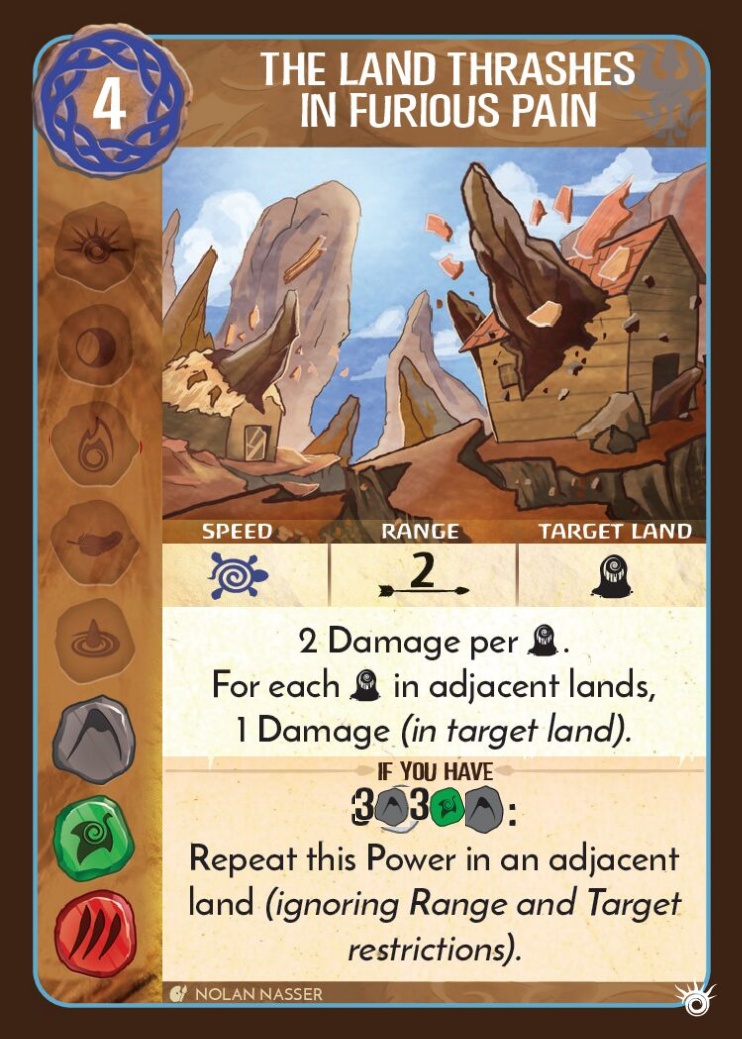 4
THE LAND THRASHES
IN FURIOUS PAIN
SPEED RANGE TARGET LAND
2
2 Damage per .
For each in adjacent lands,
1 Damage (in target land).
IF YOU HAVE
3 3 :
Repeat this Power in an adjacent
land (ignoring Range and Target
restrictions).
NOLAN NASSER